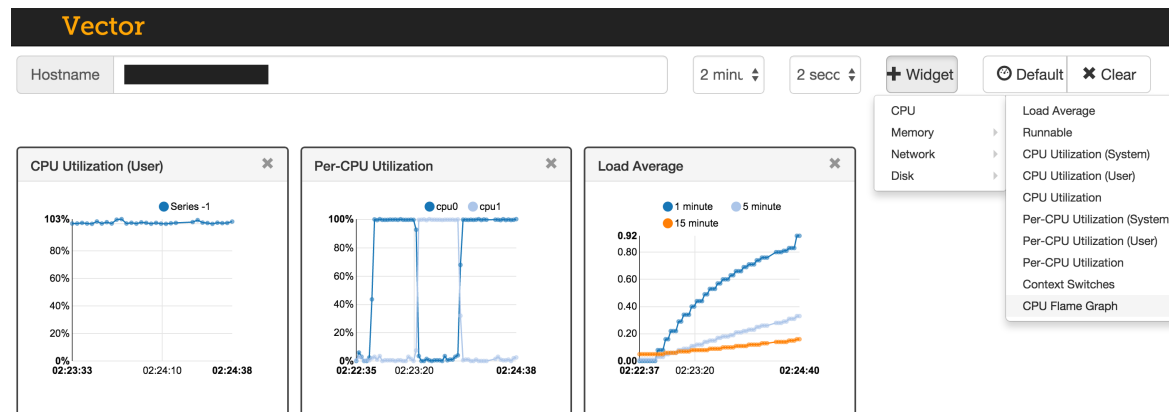 Vector
Hostname
2 minu
2 secc
+ Widget
Default
Clear
CPU
Memory
Network
Disk
Load Average
Runnable
CPU Utilization (System)
CPU Utilization (User)
CPU Utilization
Per-CPU Utilization (System
Per-CPU Utilization (User)
Per-CPU Utilization
Context Switches
CPU Flame Graph
CPU Utilization (User)
Series -1
103%
80%
60%
40%
20%
0%
02:23:33 02:24:10 02:24:38
Per-CPU Utilization
cpu0 cpu1
100%
80%
60%
40%
20%
0%
02:22:35 02:23:20 02:24:38
Load Average
1 minute 5 minute
15 minute
0.92
0.80
0.60
0.40
0.20
0.00
02:22:37 02:23:20 02:24:40